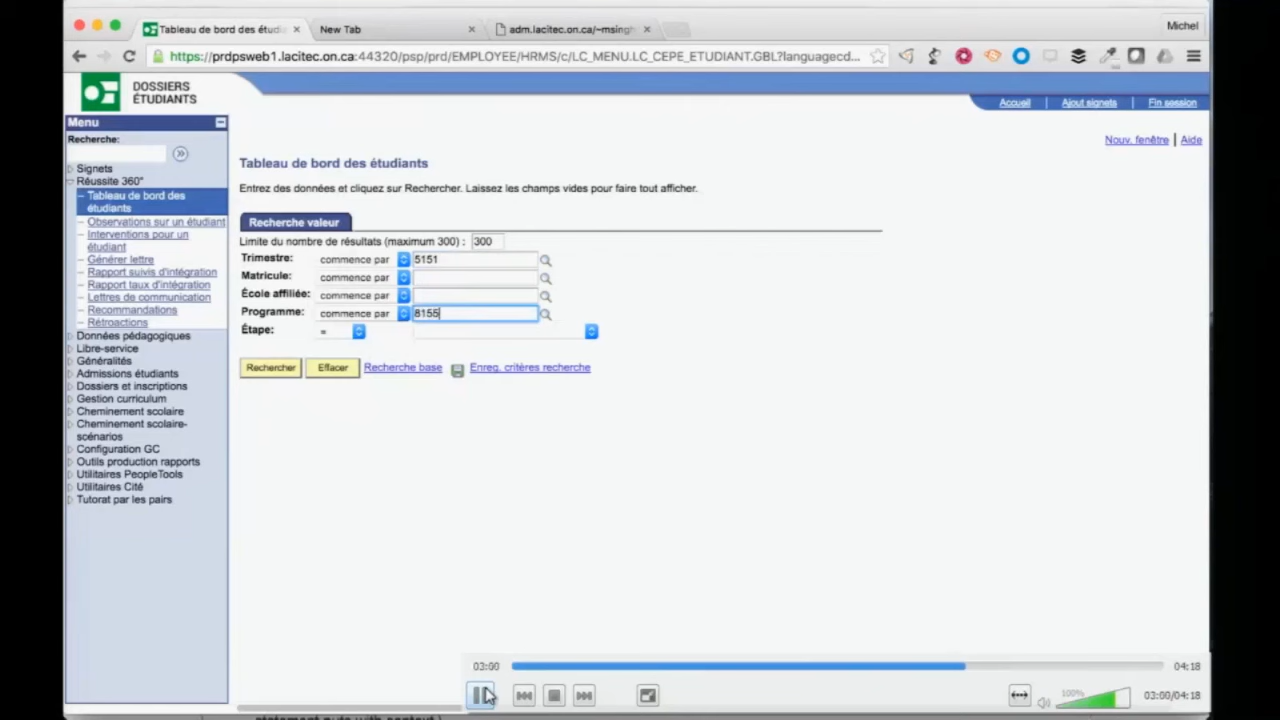 Tableau de bord des étudi
New Tab
adm.lacitec.on.ca/~msingh
Michel
https://prdpsweb1.lacitec.on.ca:44320/psp/prd/EMPLOYEE/HRMS/c/LC_MENU.LC_CEPE_ETUDIANT.GBL?languagecd...
DOSSIERS
ÉTUDIANTS
Accueil | Ajout signets | Fin session
Menu
Nouv. fenêtre | Aide
Recherche:
Signets
Réussite 360°
Tableau de bord des
étudiants
Observations sur un étudiant
Interventions pour un
étudiant
Générer lettre
Rapport suivis d'intégration
Rapport taux d'intégration
Lettres de communication
Recommandations
Rétroactions
Données pédagogiques
Libre-service
Généralités
Admissions étudiants
Dossiers et inscriptions
Gestion curriculum
Cheminement scolaire
Cheminement scolaire-
scénarios
Configuration GC
Outils production rapports
Utilitaires PeopleTools
Utilitaires Cité
Tutorat par les pairs
Tableau de bord des étudiants
Entrez des données et cliquez sur Rechercher. Laissez les champs vides pour faire tout afficher.
Recherche valeur
Limite du nombre de résultats (maximum 300) : 300
Trimestre: commence par 5151
Matricule: commence par
École affiliée: commence par
Programme: commence par 8155
Étape: =
Rechercher Effacer Recherche base Enreg. critères recherche
03:00 04:18
100% 03:00/04:18